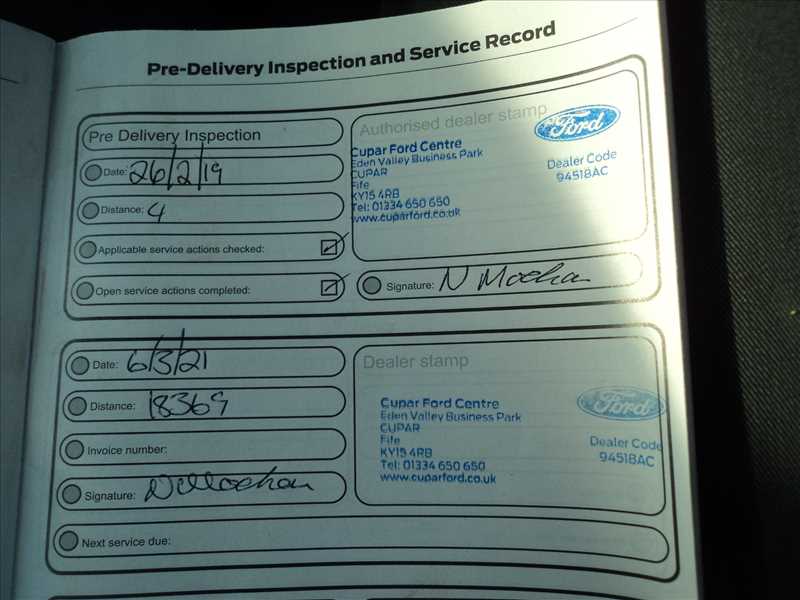 Pre-Delivery Inspection and Service Record
Pre Delivery Inspection
Date: 26/2/19
Distance: 4
Applicable service actions checked:
Open service actions completed:
Authorised dealer stamp
Ford
Cupar Ford Centre
Eden Valley Business Park
CUPAR
Fife
KY15 4RB
Tel: 01334 650 650
www.cuparford.co.uk
Dealer Code
94518AC
Signature: N Moehan
Date: 6/3/21
Distance: 18369
Invoice number:
Signature: N Moehan
Next service due:
Dealer stamp
Ford
Cupar Ford Centre
Eden Valley Business Park
CUPAR
Fife
KY15 4RB
Tel: 01334 650 650
www.cuparford.co.uk
Dealer Code
94518AC